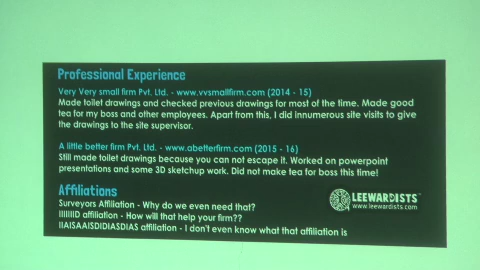 Professional Experience
Very Very small firm Pvt. Ltd. - www.vvsmallfirm.com (2014 - 15)
Made toilet drawings and checked previous drawings for most of the time. Made good
tea for my boss and other employees. Apart from this, I did innumerous site visits to give
the drawings to the site supervisor.
A little better firm Pvt. Ltd. - www.abetterfirm.com (2015 - 16)
Still made toilet drawings because you can not escape it. Worked on powerpoint
presentations and some 3D sketchup work. Did not make tea for boss this time!
Affiliations
Surveyors Affiliation - Why do we even need that?
IIIIIIID affiliation - How will that help your firm??
IIAISAAISDIDIASDIAS affiliation - I don't even know what that affiliation is
LEEWARDISTS
www.leewardists.com